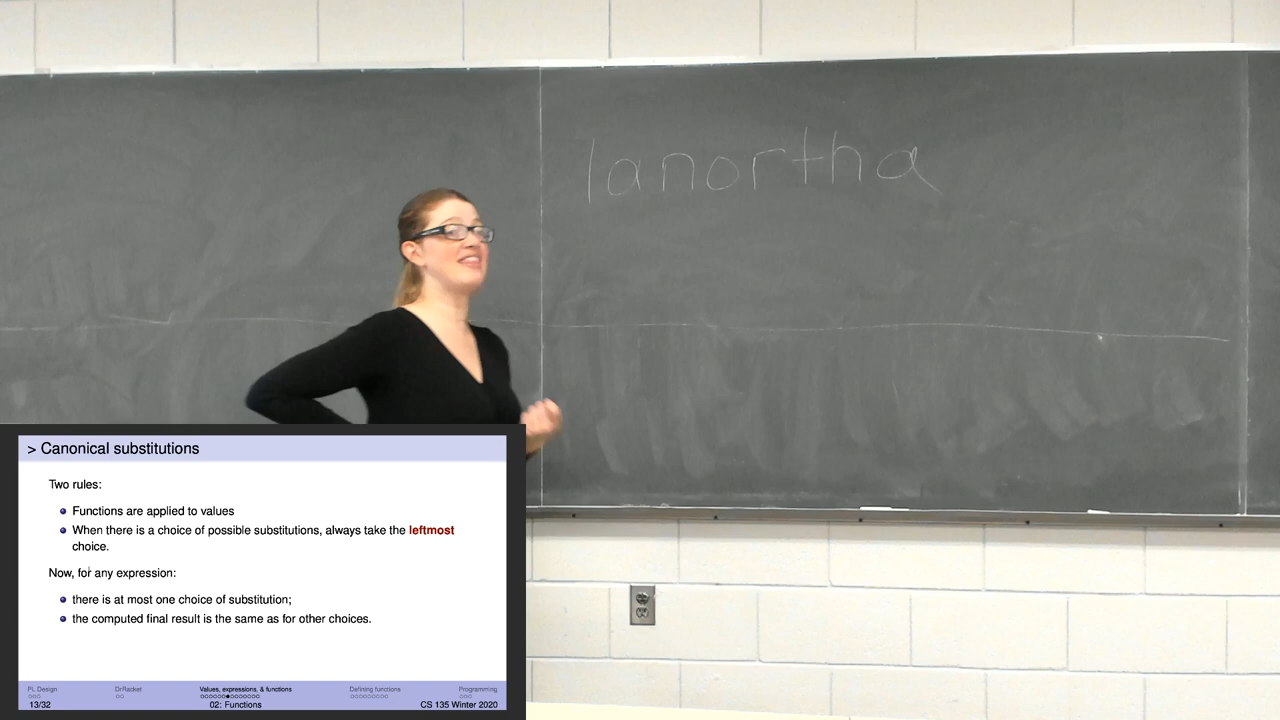 lanortha
> Canonical substitutions
Two rules:
Functions are applied to values
When there is a choice of possible substitutions, always take the leftmost
choice.
Now, for any expression:
there is at most one choice of substitution;
the computed final result is the same as for other choices.
PL Design DrRacket Values, expressions, & functions Defining functions Programming
13/32 02: Functions CS 135 Winter 2020